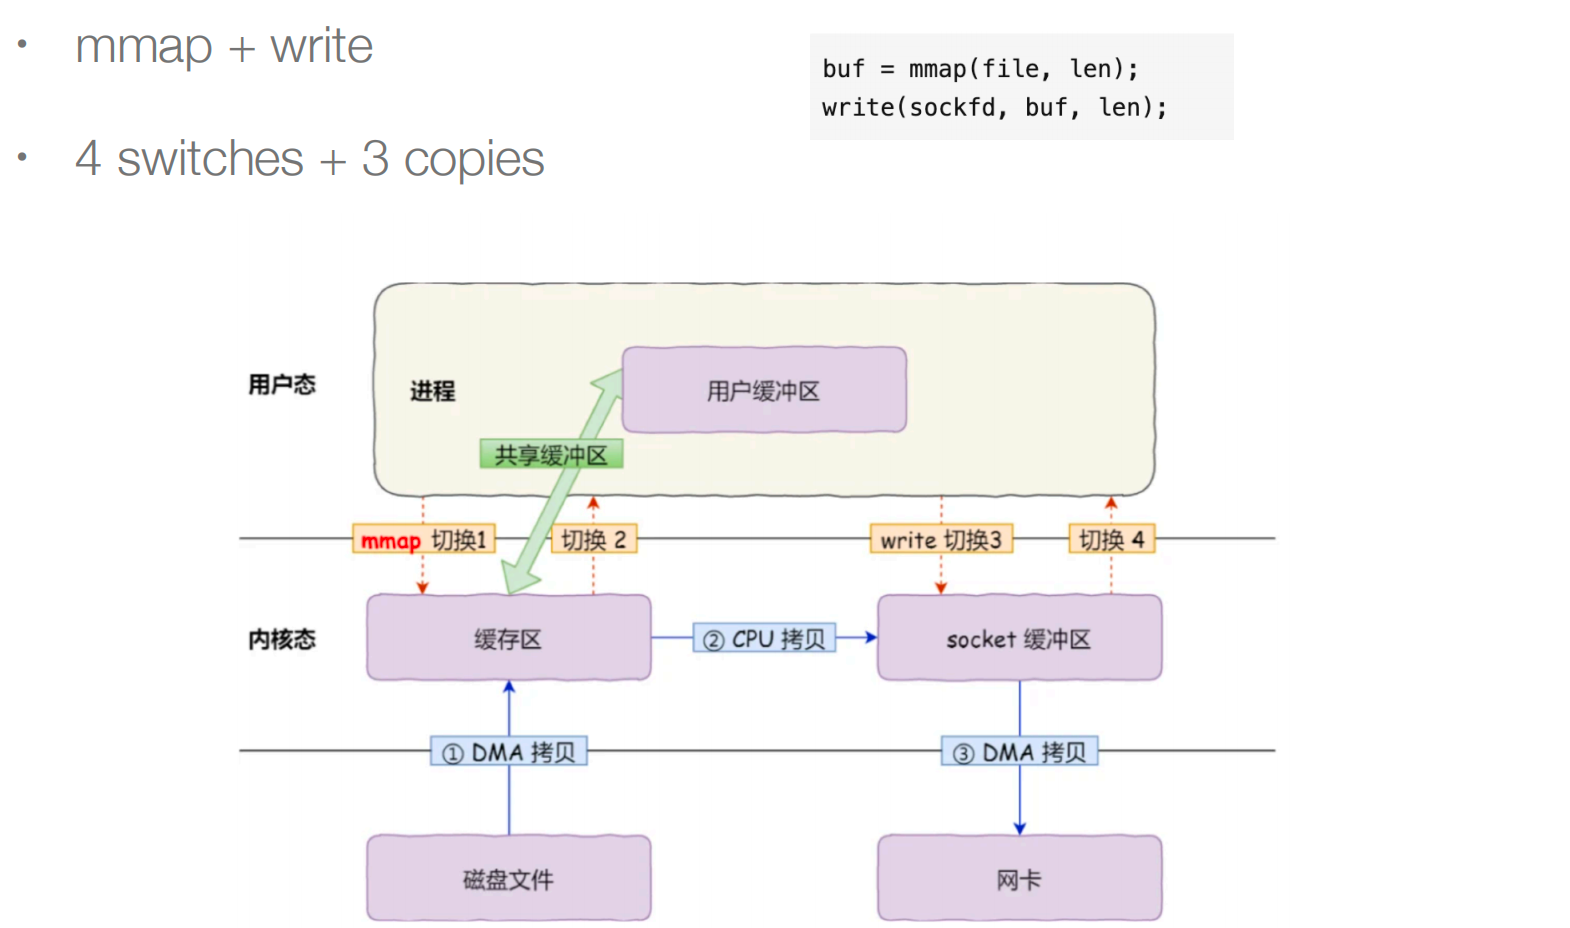 • mmap + write
buf = mmap(file, len);
write(sockfd, buf, len);
• 4 switches + 3 copies
用户态
进程
用户缓冲区
共享缓冲区
mmap 切换1
切换 2
write 切换3
切换 4
内核态
缓存区
② CPU 拷贝
socket 缓冲区
① DMA 拷贝
③ DMA 拷贝
磁盘文件
网卡